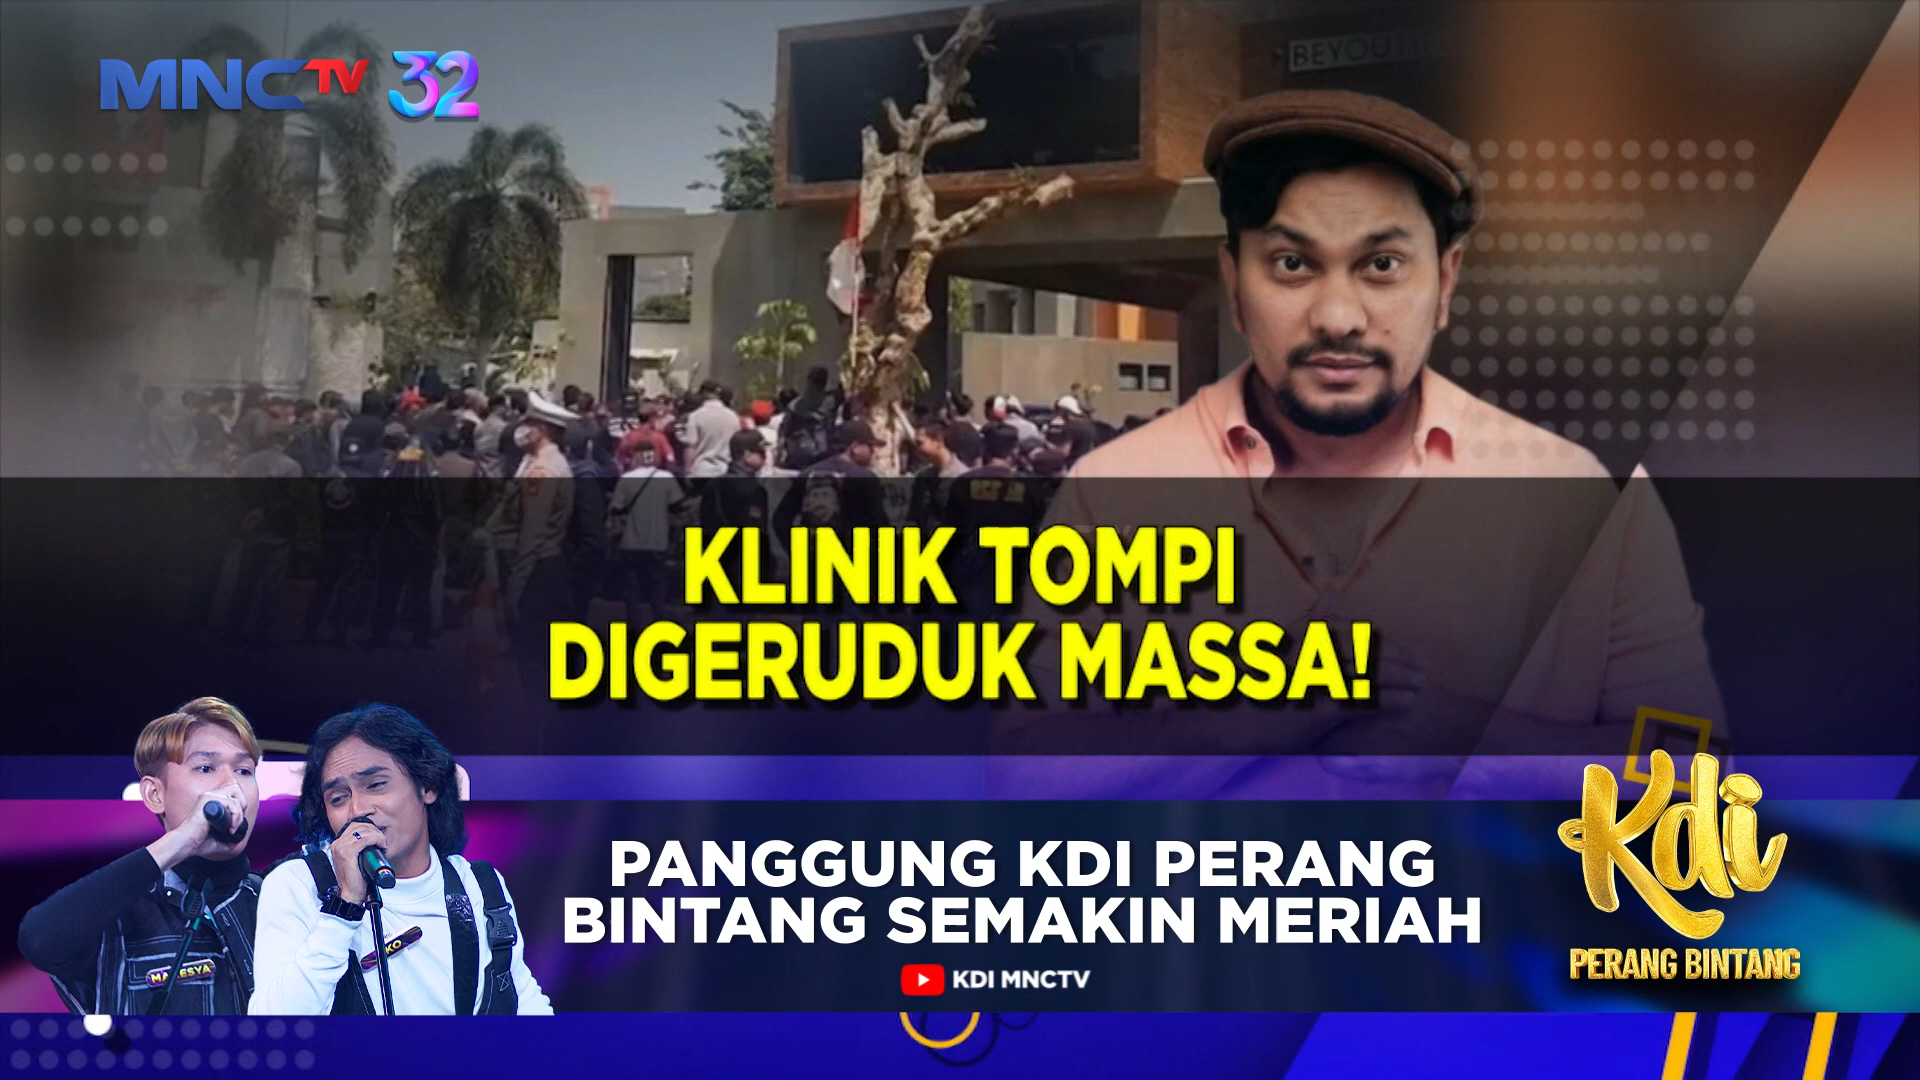 MNCTV 32
BEYOUTI
KLINIK TOMPI
DIGERUDUK MASSA!
PANGGUNG KDI PERANG
BINTANG SEMAKIN MERIAH
KDI MNCTV
Kdi
PERANG BINTANG